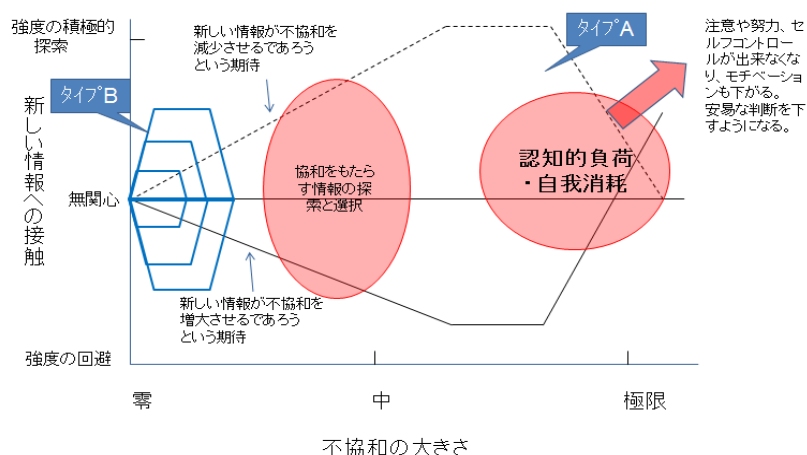 強度の積極的
探索
新しい情報が不協和を
減少させるであろう
という期待
タイプA
注意や努力、セ
ルフコントロー
ルが出来なくな
り、モチベーショ
ンも下がる。
安易な判断を下
すようになる。
タイプB
新しい情報への接触
無関心
協和をもたら
す情報の探
索と選択
認知的負荷
・自我消耗
新しい情報が不協和を
増大させるであろう
という期待
強度の回避
零
中
極限
不協和の大きさ